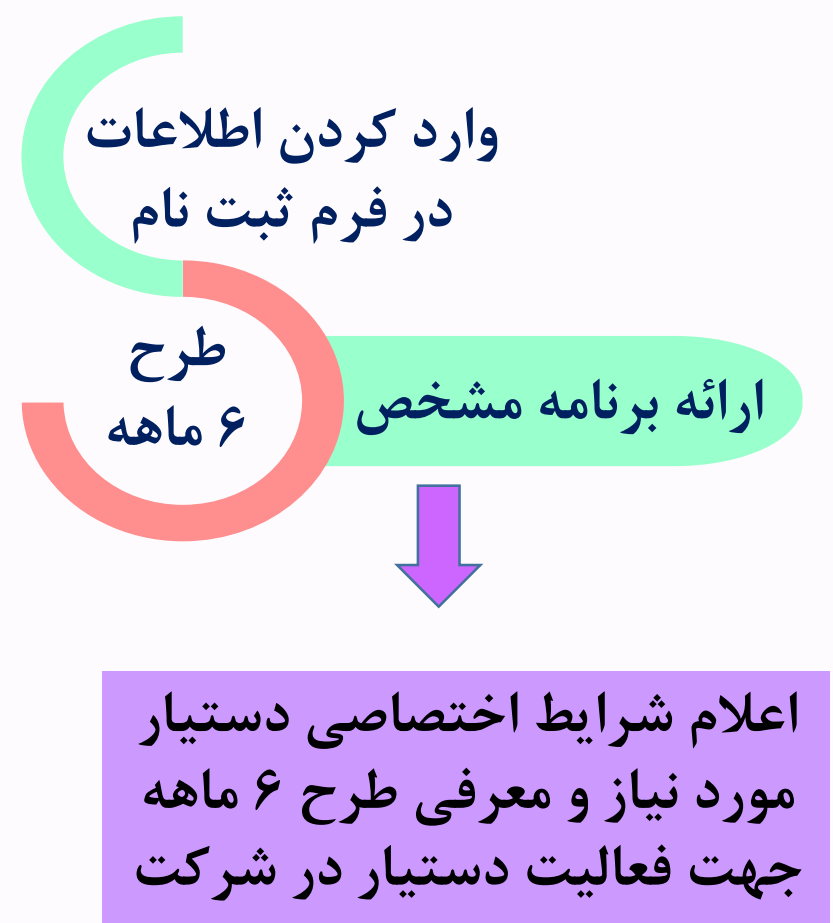 وارد کردن اطلاعات
در فرم ثبت نام
طرح
۶ ماهه
ارائه برنامه مشخص
اعلام شرایط اختصاصی دستیار
مورد نیاز و معرفی طرح ۶ ماهه
جهت فعالیت دستیار در شرکت